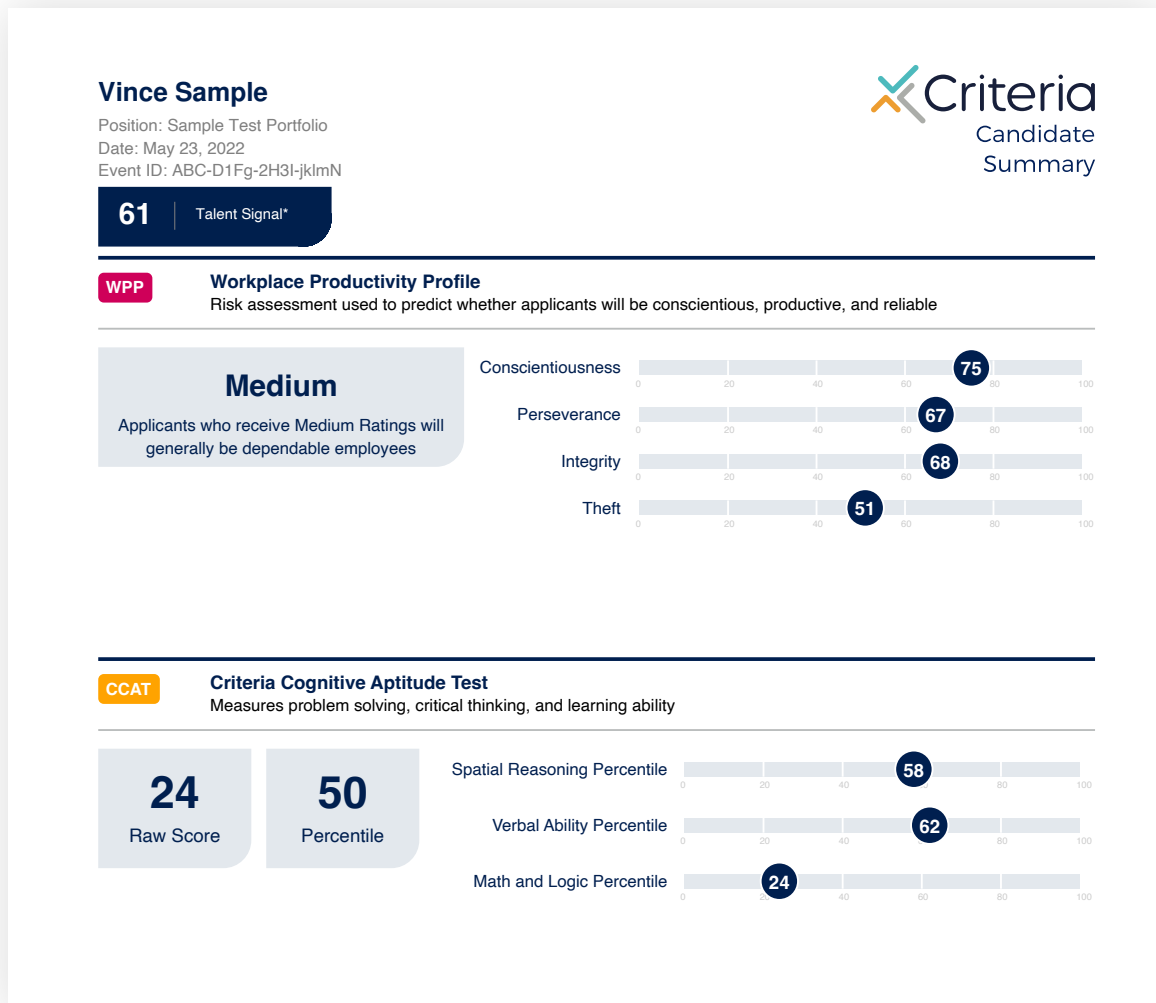 Vince Sample
Position: Sample Test Portfolio
Date: May 23, 2022
Event ID: ABC-D1Fg-2H3I-jklmN
Criteria
Candidate
Summary
61 Talent Signal*
WPP
Workplace Productivity Profile
Risk assessment used to predict whether applicants will be conscientious, productive, and reliable
Medium
Applicants who receive Medium Ratings will
generally be dependable employees
Conscientiousness 75
0 20 40 60 80 100
Perseverance 67
0 20 40 60 80 100
Integrity 68
0 20 40 60 80 100
Theft 51
0 20 40 60 80 100
CCAT
Criteria Cognitive Aptitude Test
Measures problem solving, critical thinking, and learning ability
24
Raw Score
50
Percentile
Spatial Reasoning Percentile 58
0 20 40 60 80 100
Verbal Ability Percentile 62
0 20 40 60 80 100
Math and Logic Percentile 24
0 20 40 60 80 100